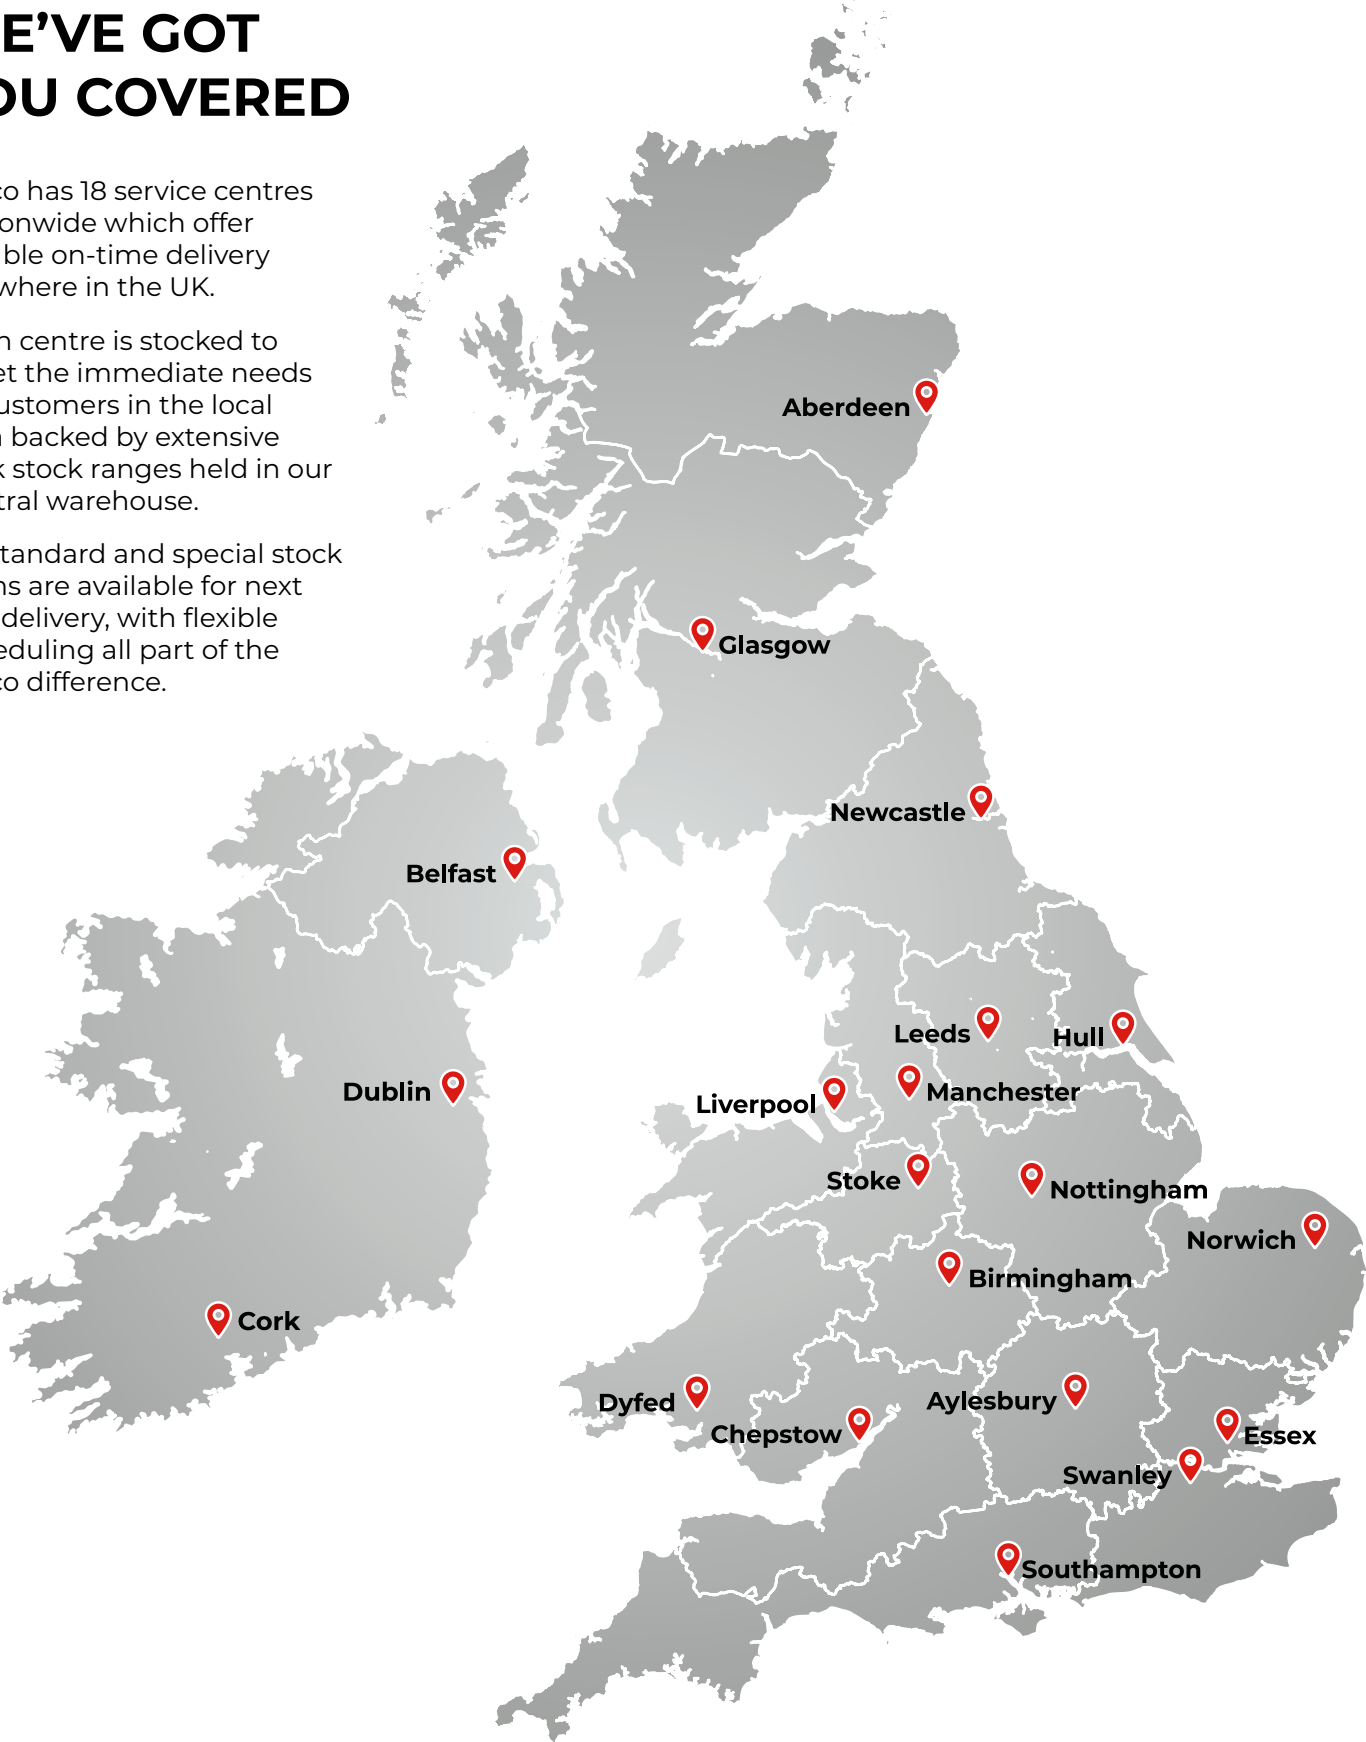 E'VE GOT
OU COVERED
co has 18 service centres
onwide which offer
ble on-time delivery
where in the UK.
n centre is stocked to
et the immediate needs
ustomers in the local
backed by extensive
k stock ranges held in our
tral warehouse.
tandard and special stock
ns are available for next
delivery, with flexible
eduling all part of the
co difference.
Aberdeen
Glasgow
Newcastle
Belfast
Leeds
Hull
Dublin
Manchester
Liverpool
Stoke
Nottingham
Norwich
Birmingham
Cork
Dyfed
Aylesbury
Chepstow
Essex
Swanley
Southampton